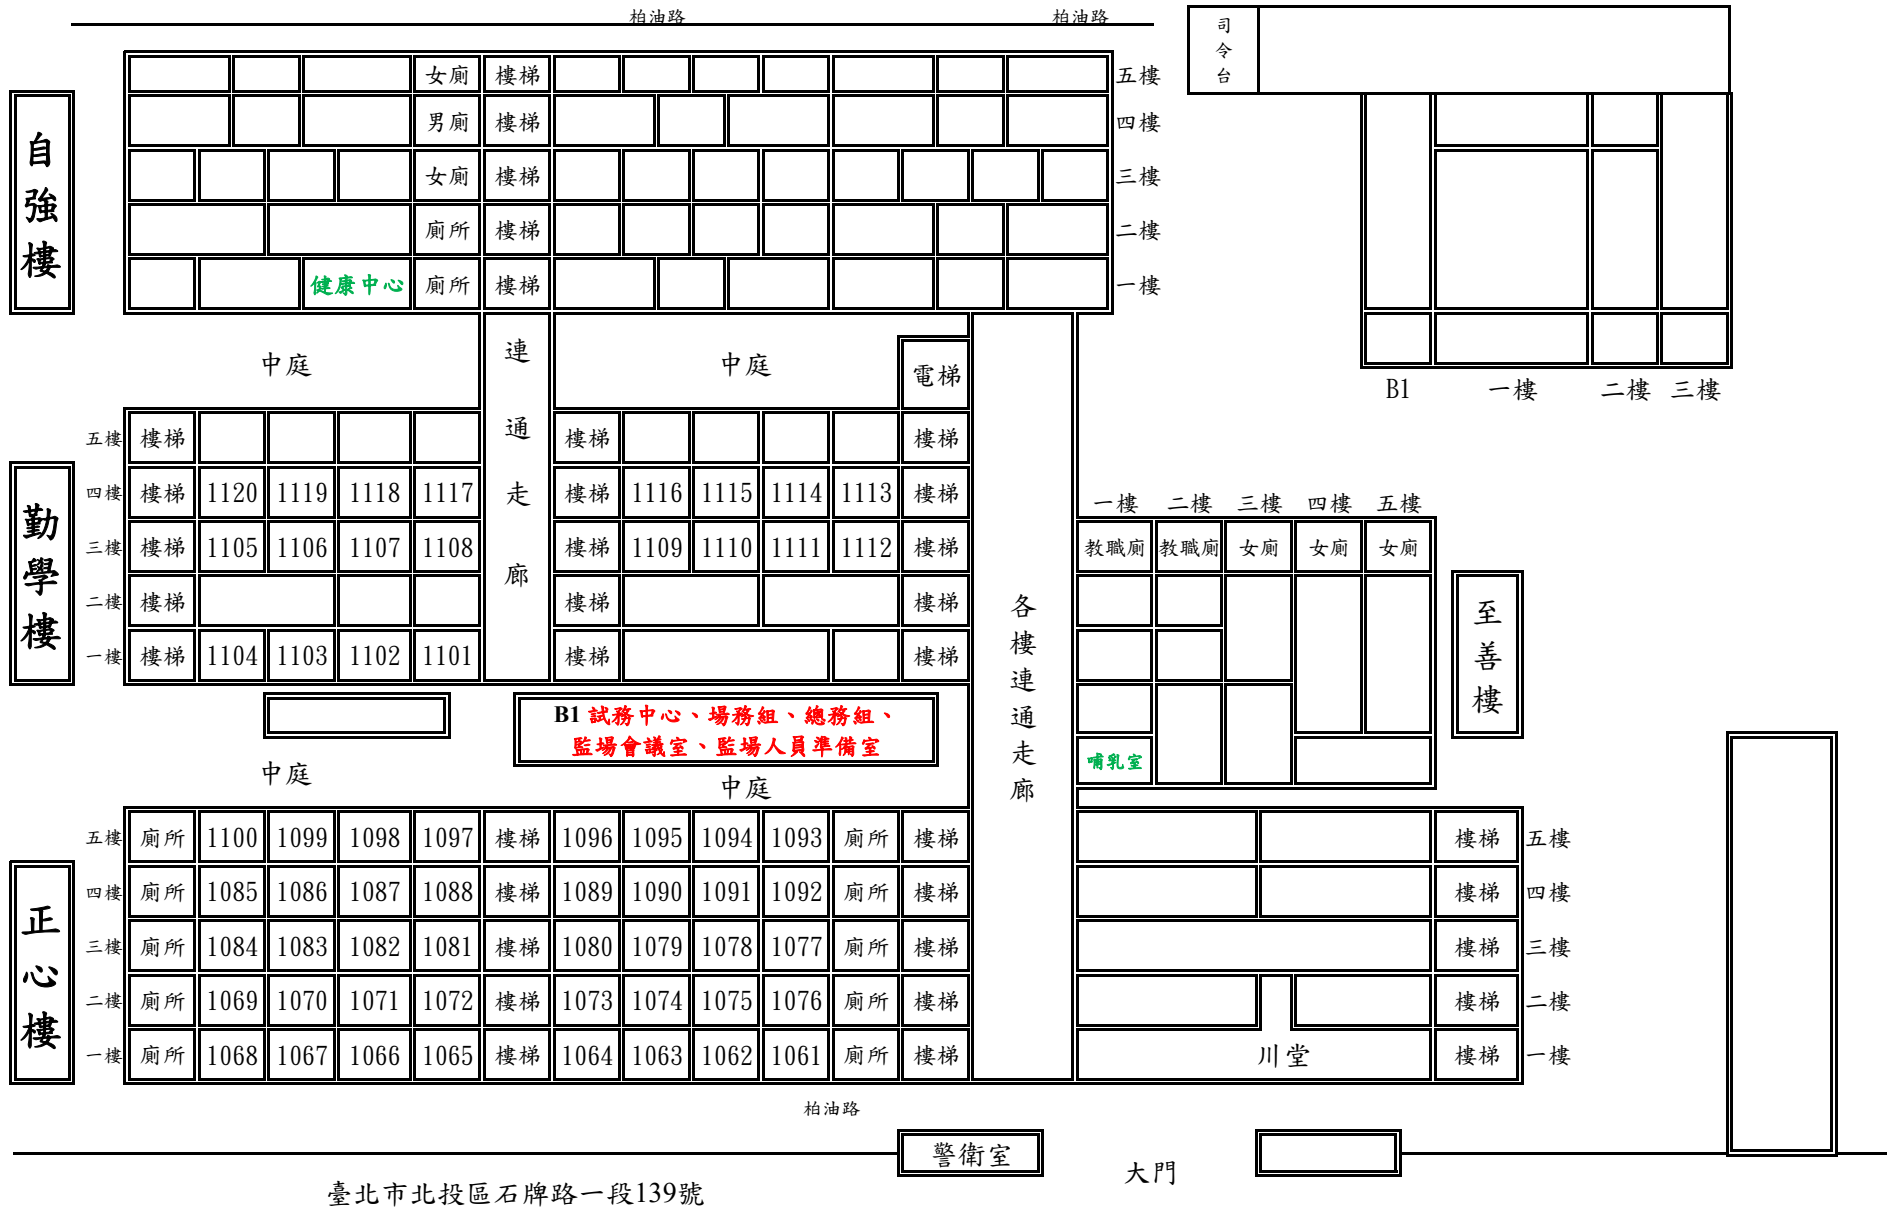 柏油路 柏油路
司令台
自強樓
女廁 樓梯 五樓
男廁 樓梯 四樓
女廁 樓梯 三樓
廁所 樓梯 二樓
健康中心 廁所 樓梯 一樓
中庭 連通走廊 中庭 電梯
B1 一樓 二樓 三樓
勤學樓
五樓 樓梯 樓梯 樓梯
四樓 樓梯 1120 1119 1118 1117 樓梯 1116 1115 1114 1113 樓梯
三樓 樓梯 1105 1106 1107 1108 樓梯 1109 1110 1111 1112 樓梯
二樓 樓梯 樓梯 樓梯
一樓 樓梯 1104 1103 1102 1101 樓梯 樓梯
各樓連通走廊
一樓 二樓 三樓 四樓 五樓
教職廁 教職廁 女廁 女廁 女廁
至善樓
哺乳室
B1 試務中心、場務組、總務組、
監場會議室、監場人員準備室
中庭 中庭
正心樓
五樓 廁所 1100 1099 1098 1097 樓梯 1096 1095 1094 1093 廁所 樓梯 樓梯 五樓
四樓 廁所 1085 1086 1087 1088 樓梯 1089 1090 1091 1092 廁所 樓梯 樓梯 四樓
三樓 廁所 1084 1083 1082 1081 樓梯 1080 1079 1078 1077 廁所 樓梯 樓梯 三樓
二樓 廁所 1069 1070 1071 1072 樓梯 1073 1074 1075 1076 廁所 樓梯 樓梯 二樓
一樓 廁所 1068 1067 1066 1065 樓梯 1064 1063 1062 1061 廁所 樓梯 川堂 樓梯 一樓
柏油路
警衛室 大門
臺北市北投區石牌路一段139號